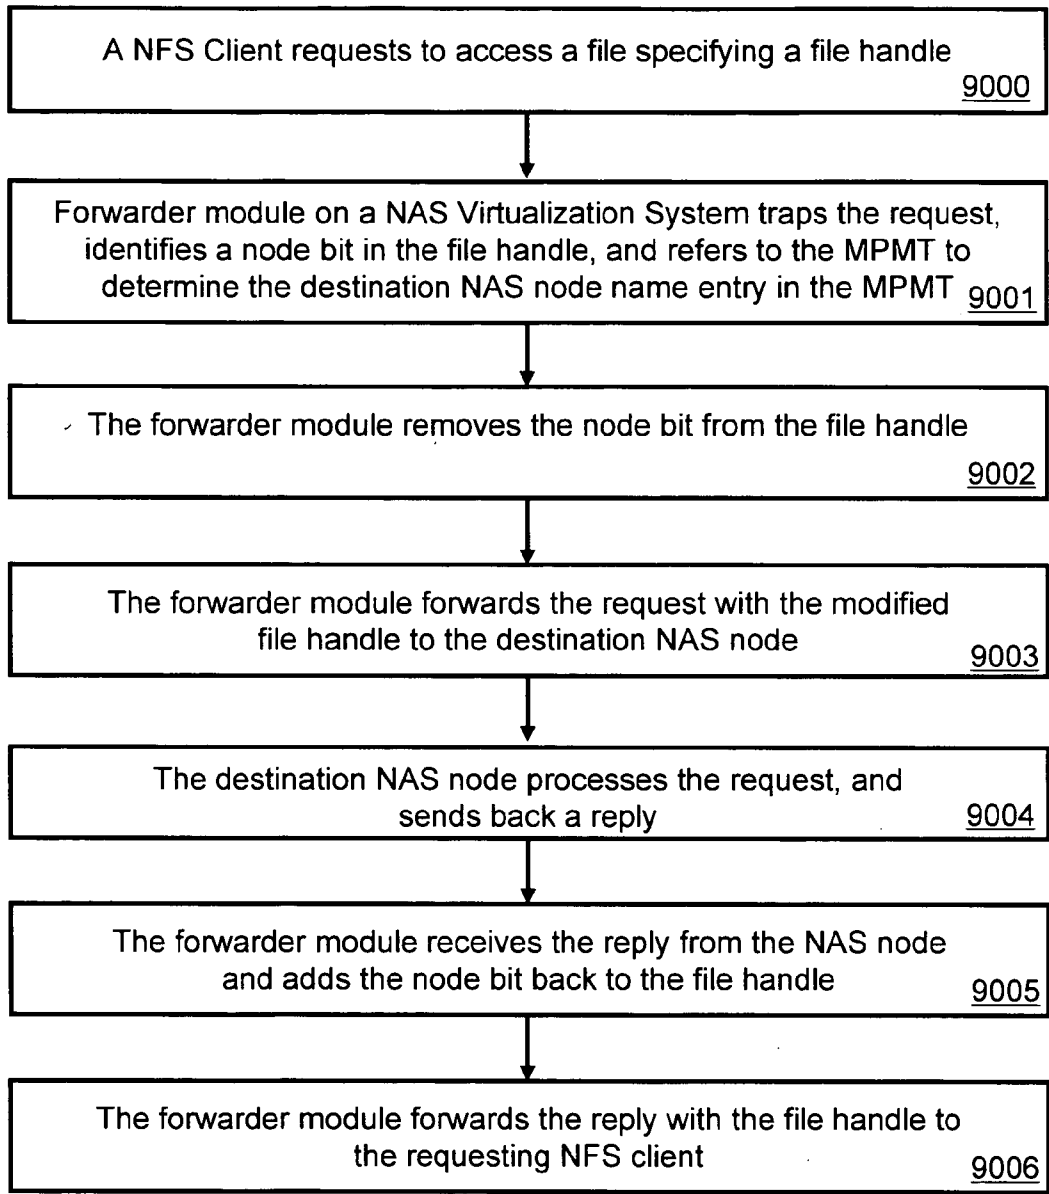 A NFS Client requests to access a file specifying a file handle
9000
Forwarder module on a NAS Virtualization System traps the request,
identifies a node bit in the file handle, and refers to the MPMT to
determine the destination NAS node name entry in the MPMT
9001
The forwarder module removes the node bit from the file handle
9002
The forwarder module forwards the request with the modified
file handle to the destination NAS node
9003
The destination NAS node processes the request, and
sends back a reply
9004
The forwarder module receives the reply from the NAS node
and adds the node bit back to the file handle
9005
The forwarder module forwards the reply with the file handle to
the requesting NFS client
9006